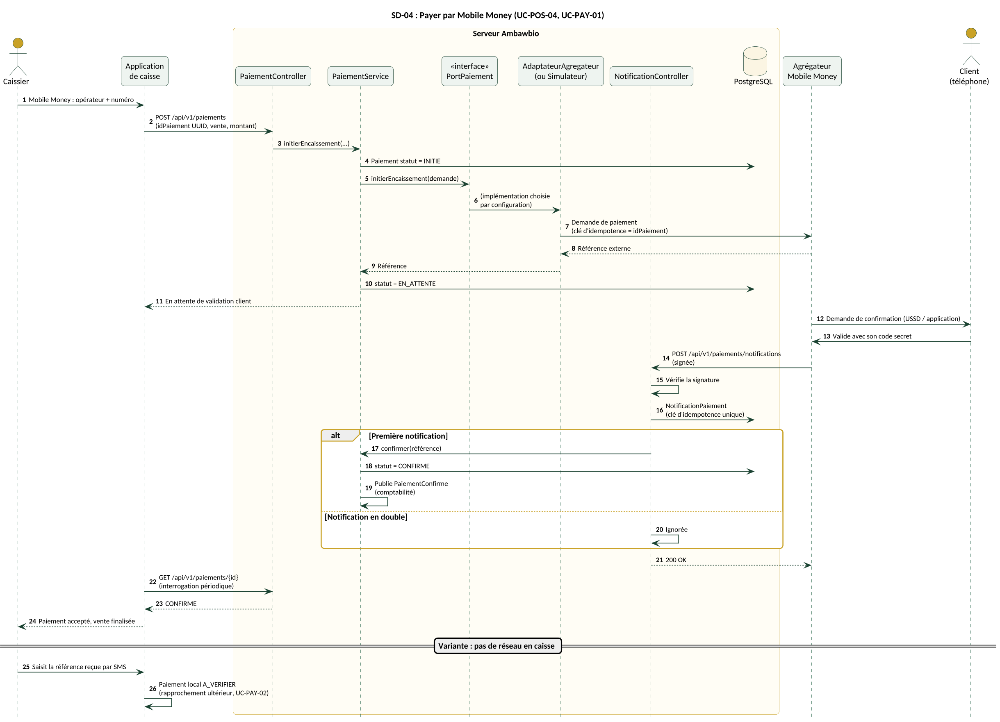 SD-04 : Payer par Mobile Money (UC-POS-04, UC-PAY-01)
Serveur Ambawbio
Caissier
Application
de caisse
PaiementController
PaiementService
«interface»
PortPaiement
AdaptateurAgregateur
(ou Simulateur)
NotificationController
PostgreSQL
Agrégateur
Mobile Money
Client
(téléphone)
1 Mobile Money : opérateur + numéro
2 POST /api/v1/paiements
(idPaiement UUID, vente, montant)
3 initierEncaissement(...)
4 Paiement statut = INITIE
5 initierEncaissement(demande)
6 (implémentation choisie
par configuration)
7 Demande de paiement
(clé d'idempotence = idPaiement)
8 Référence externe
9 Référence
10 statut = EN_ATTENTE
11 En attente de validation client
12 Demande de confirmation (USSD / application)
13 Valide avec son code secret
14 POST /api/v1/paiements/notifications
(signée)
15 Vérifie la signature
16 NotificationPaiement
(clé d'idempotence unique)
alt [Première notification]
17 confirmer(référence)
18 statut = CONFIRME
19 Publie PaiementConfirme
(comptabilité)
[Notification en double]
20 Ignorée
21 200 OK
22 GET /api/v1/paiements/{id}
(interrogation périodique)
23 CONFIRME
24 Paiement accepté, vente finalisée
Variante : pas de réseau en caisse
25 Saisit la référence reçue par SMS
26 Paiement local A_VERIFIER
(rapprochement ultérieur, UC-PAY-02)